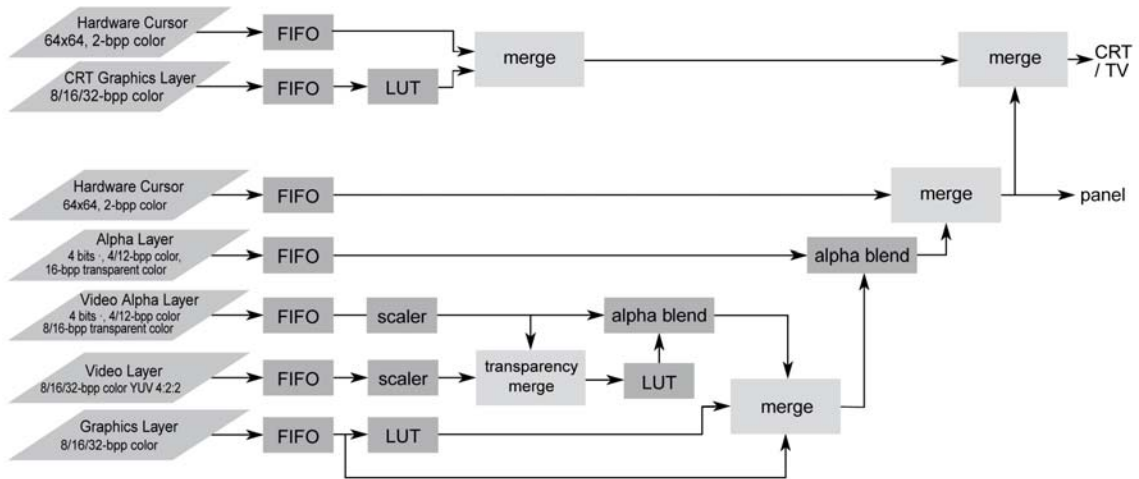 Hardware Cursor
64x64, 2-bpp color
FIFO
merge
merge
CRT
/ TV
CRT Graphics Layer
8/16/32-bpp color
FIFO
LUT
Hardware Cursor
64x64, 2-bpp color
FIFO
merge
panel
Alpha Layer
4 bits ·, 4/12-bpp color,
16-bpp transparent color
FIFO
alpha blend
Video Alpha Layer
4 bits ·, 4/12-bpp color
8/16-bpp transparent color
FIFO
scaler
alpha blend
Video Layer
8/16/32-bpp color YUV 4:2:2
FIFO
scaler
transparency
merge
LUT
merge
Graphics Layer
8/16/32-bpp color
FIFO
LUT